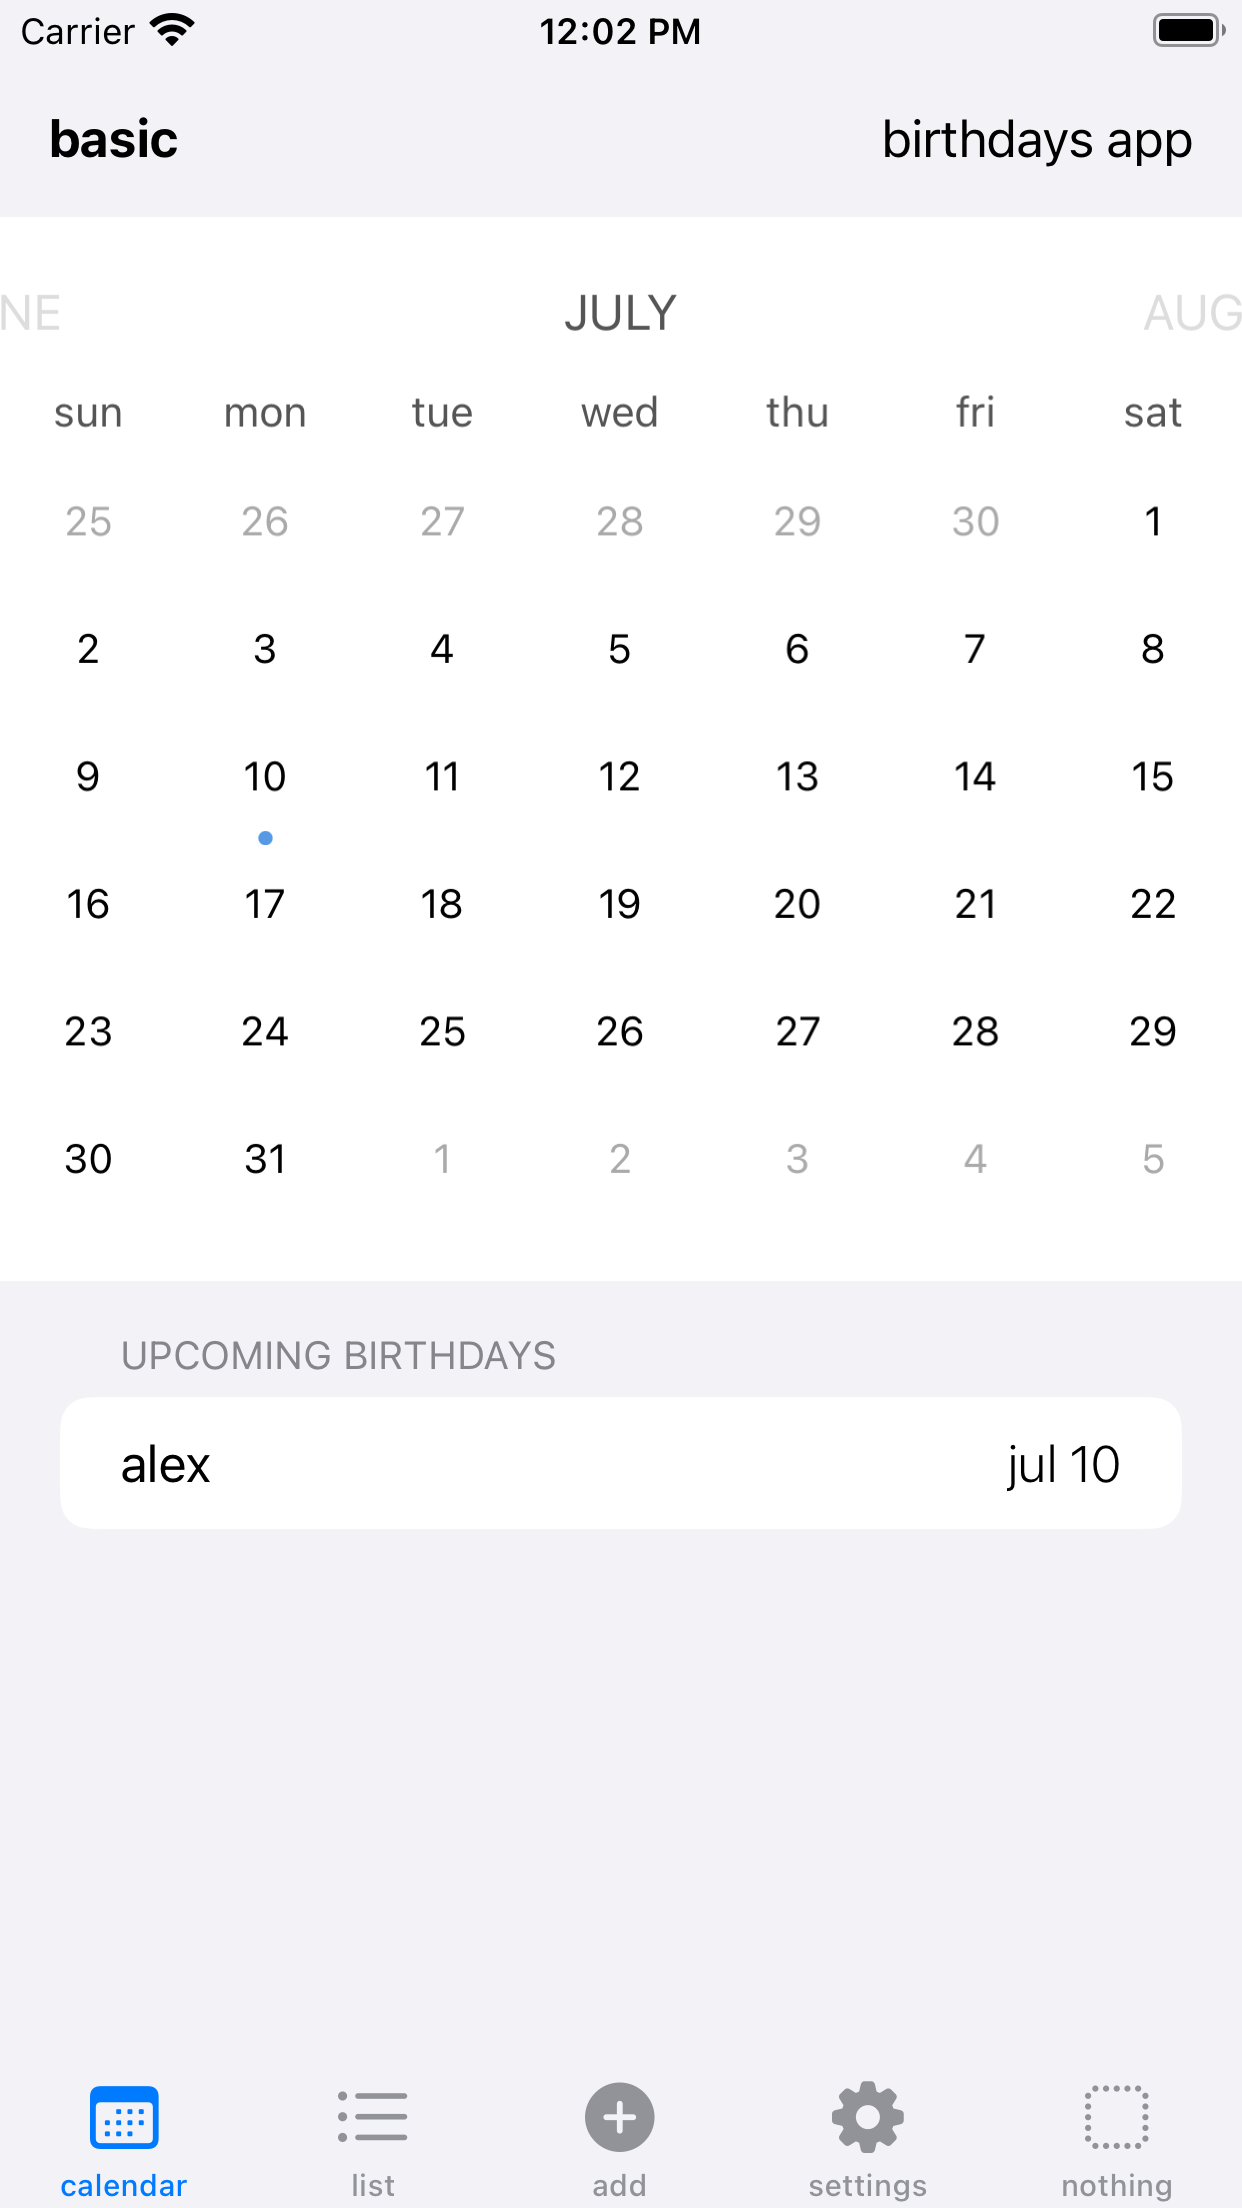 Carrier 12:02 PM
basic birthdays app
NE JULY AUG
sun mon tue wed thu fri sat
25 26 27 28 29 30 1
2 3 4 5 6 7 8
9 10 11 12 13 14 15
16 17 18 19 20 21 22
23 24 25 26 27 28 29
30 31 1 2 3 4 5
UPCOMING BIRTHDAYS
alex jul 10
calendar list add settings nothing